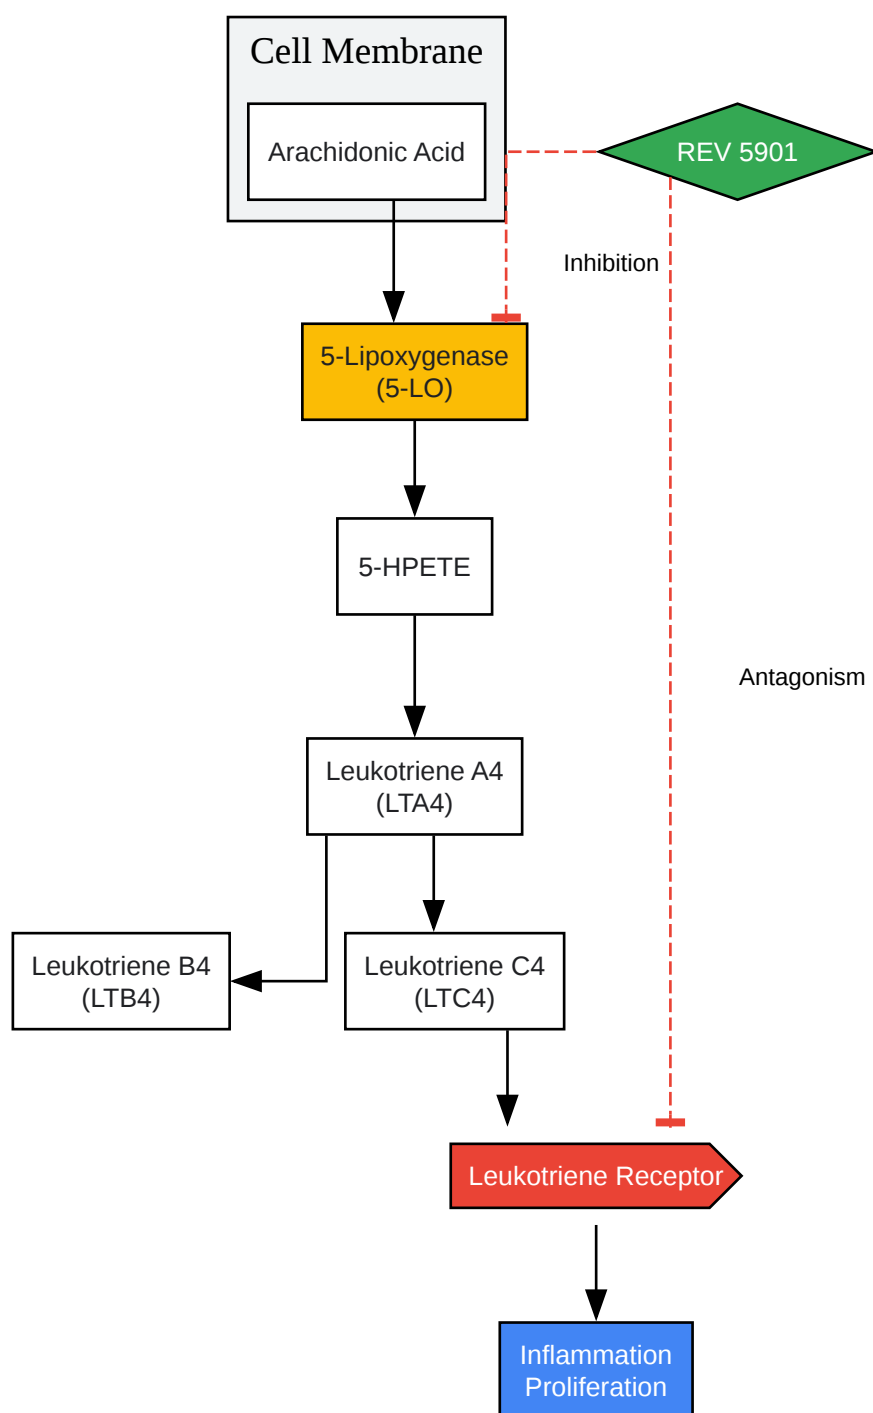 Cell Membrane
Arachidonic Acid
REV 5901
Inhibition
5-Lipoxygenase
(5-LO)
5-HPETE
Antagonism
Leukotriene A4
(LTA4)
Leukotriene B4
(LTB4)
Leukotriene C4
(LTC4)
Leukotriene Receptor
Inflammation
Proliferation